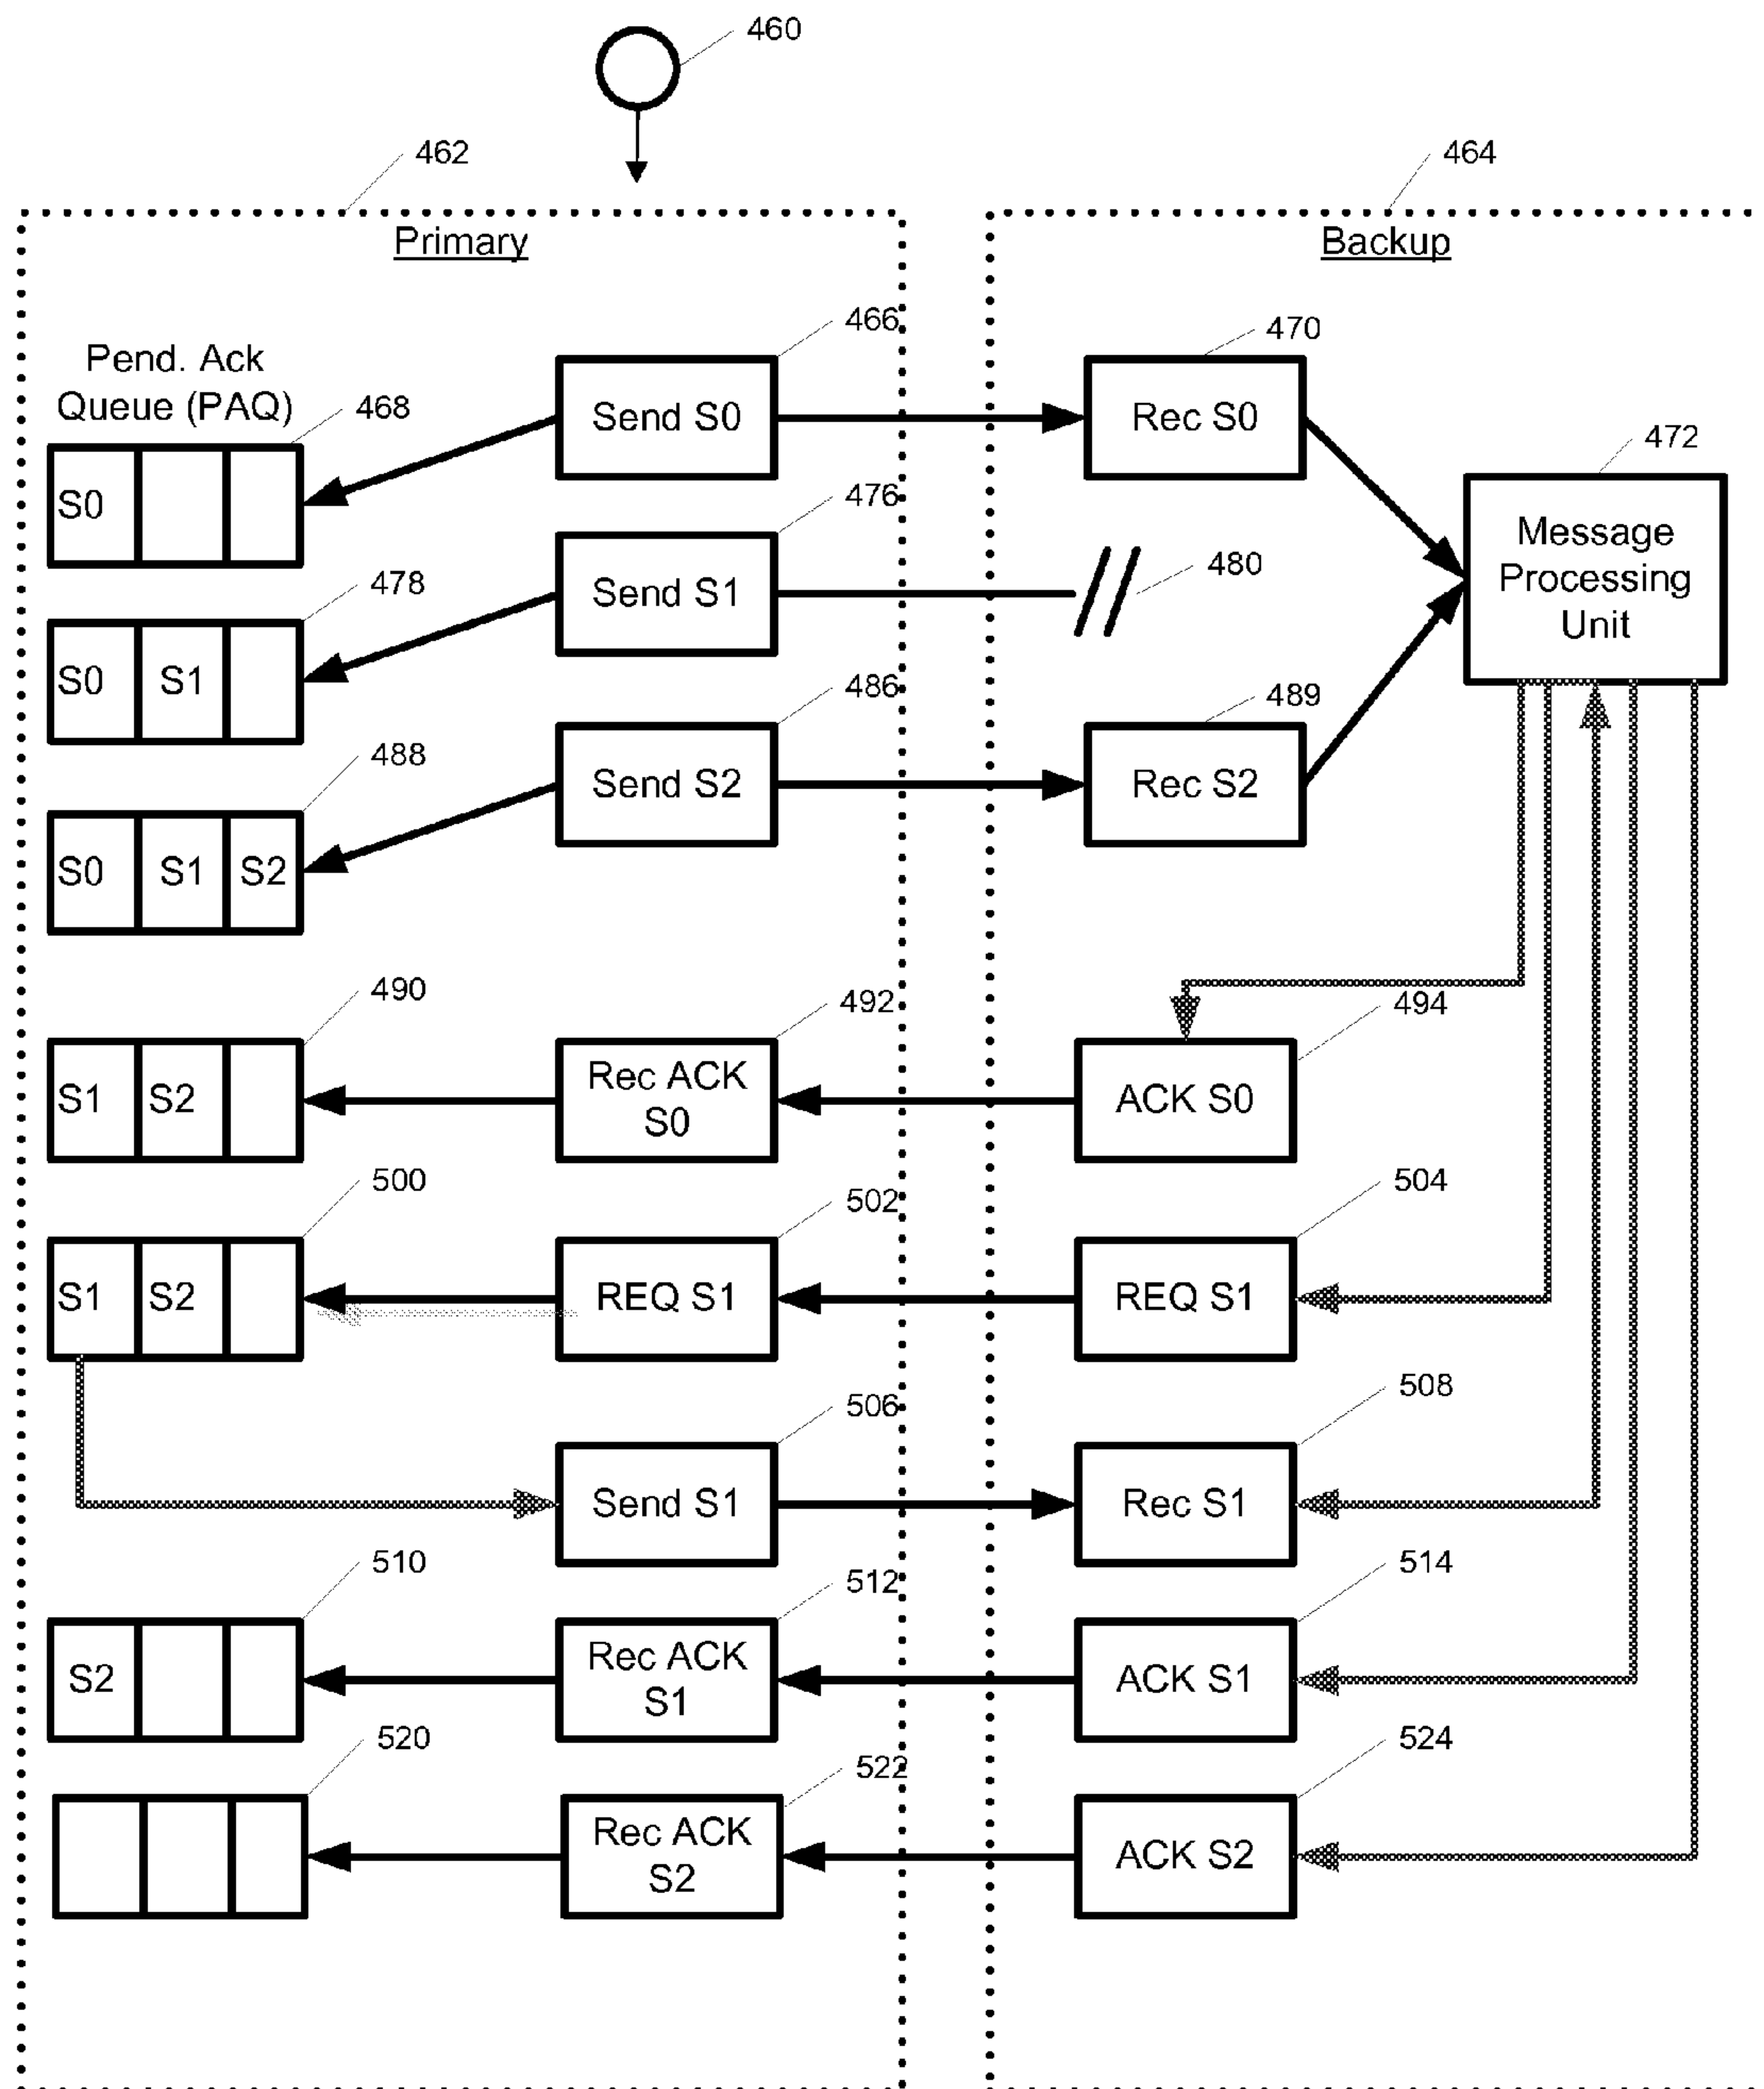 460
462
464
Primary
Backup
466
470
Pend. Ack
Queue (PAQ)
468
Send S0
Rec S0
472
S0
476
Message
Processing
Unit
478
Send S1
480
S0 S1
486
489
488
Send S2
Rec S2
S0 S1 S2
490
492
494
S1 S2
Rec ACK
S0
ACK S0
500
502
504
S1 S2
REQ S1
REQ S1
506
508
Send S1
Rec S1
510
512
514
S2
Rec ACK
S1
ACK S1
520
522
524
Rec ACK
S2
ACK S2